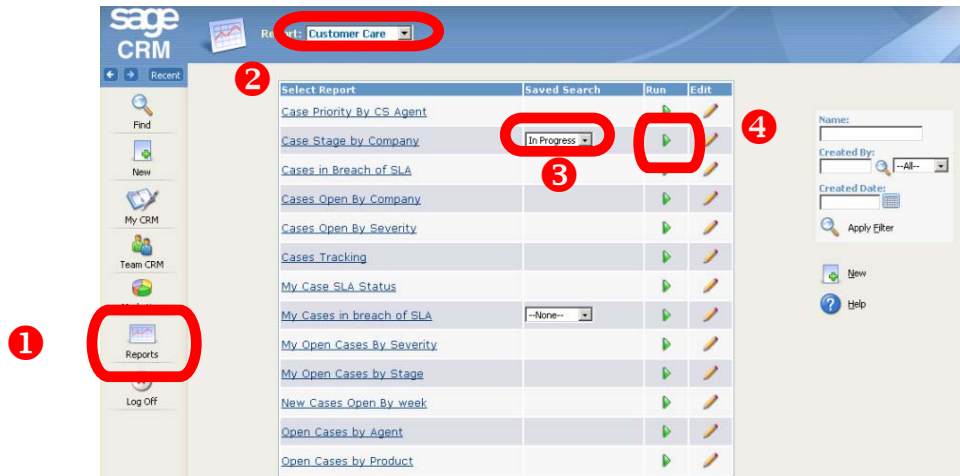 sage
CRM
Report: Customer Care
Recent
❶
❷
❸
❹
Find
New
My CRM
Team CRM
Reports
Log Off
Select Report Saved Search Run Edit
Case Priority By CS Agent
Case Stage by Company In Progress
Cases in Breach of SLA
Cases Open By Company
Cases Open By Severity
Cases Tracking
My Case SLA Status
My Cases in breach of SLA --None--
My Open Cases By Severity
My Open Cases by Stage
New Cases Open By week
Open Cases by Agent
Open Cases by Product
Name:
Created By:
--All--
Created Date:
Apply Filter
New
Help